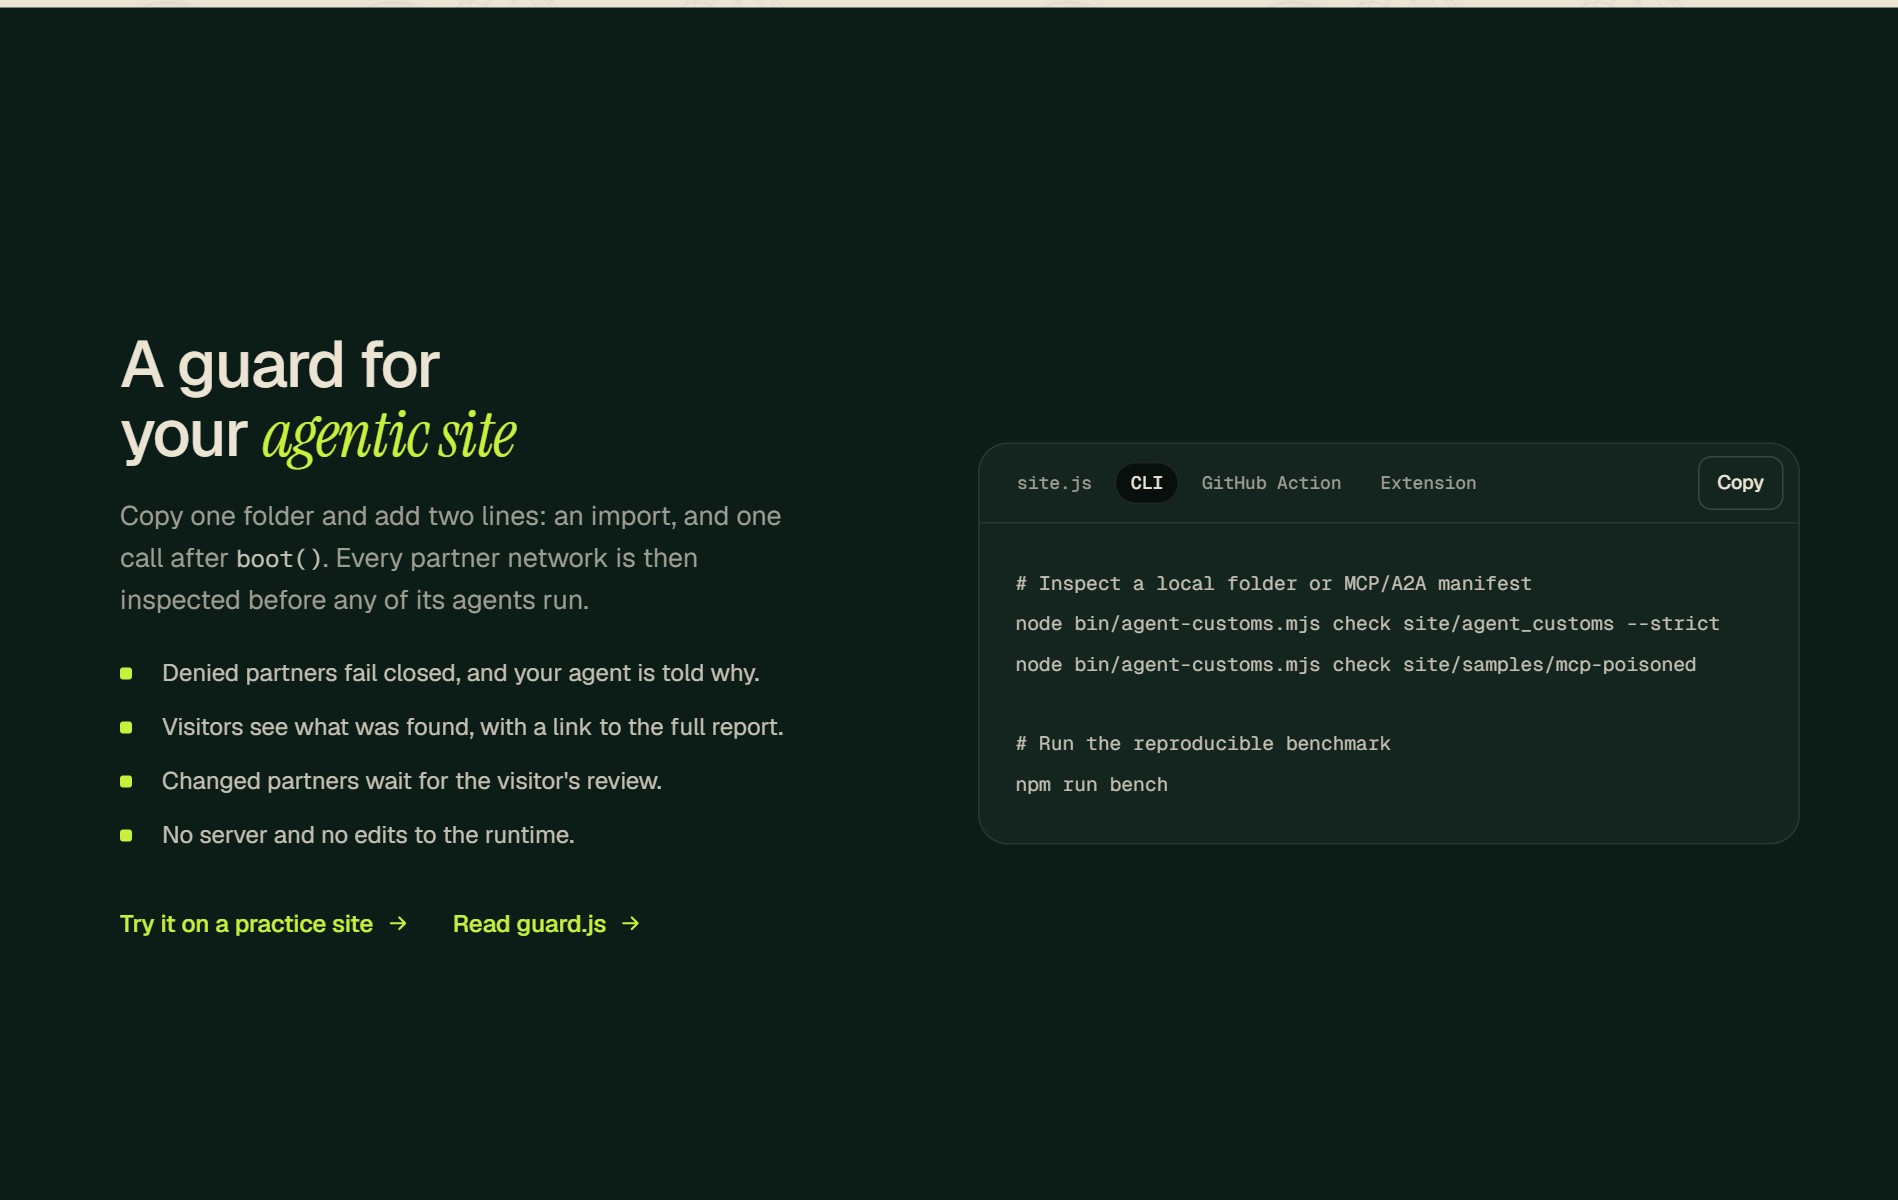 A guard for
your agentic site
Copy one folder and add two lines: an import, and one
call after boot(). Every partner network is then
inspected before any of its agents run.
Denied partners fail closed, and your agent is told why.
Visitors see what was found, with a link to the full report.
Changed partners wait for the visitor's review.
No server and no edits to the runtime.
Try it on a practice site → Read guard.js →
site.js CLI GitHub Action Extension Copy
# Inspect a local folder or MCP/A2A manifest
node bin/agent-customs.mjs check site/agent_customs --strict
node bin/agent-customs.mjs check site/samples/mcp-poisoned
# Run the reproducible benchmark
npm run bench